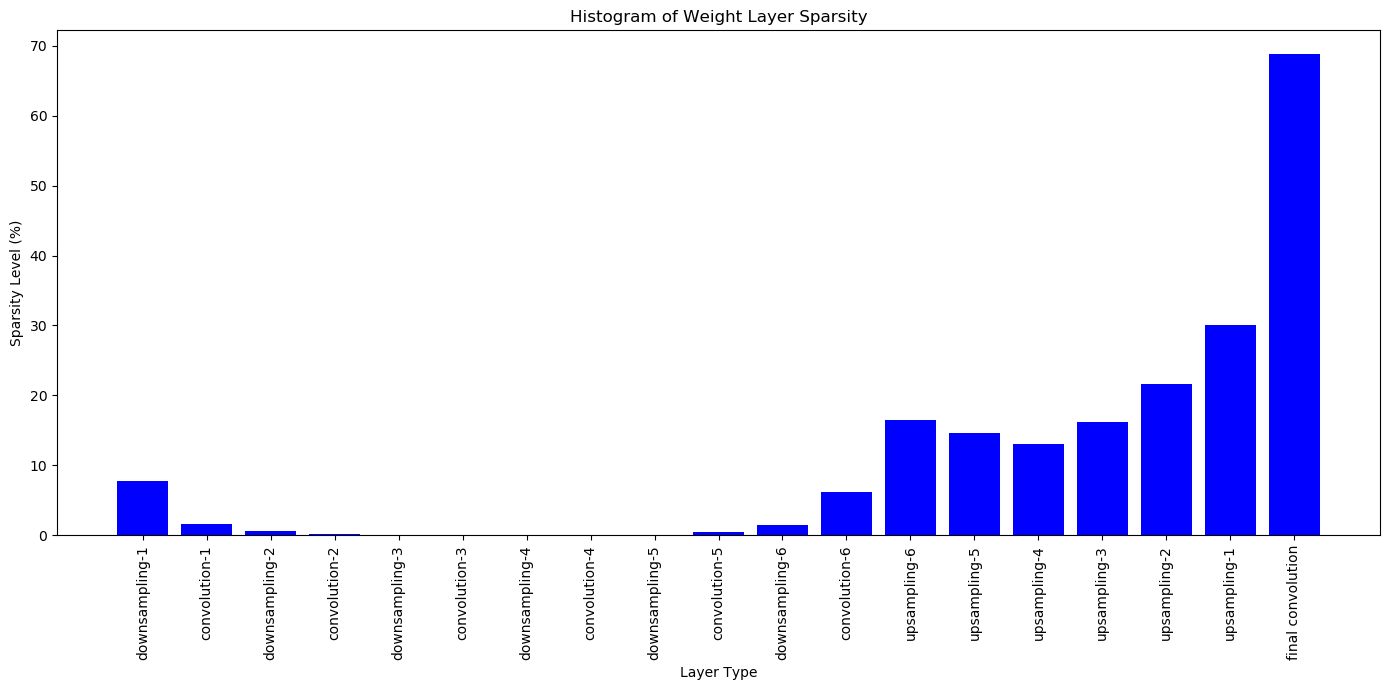 Histogram of Weight Layer Sparsity
Sparsity Level (%)
70
60
50
40
30
20
10
0
downsampling-1
convolution-1
downsampling-2
convolution-2
downsampling-3
convolution-3
downsampling-4
convolution-4
downsampling-5
convolution-5
downsampling-6
convolution-6
upsampling-6
upsampling-5
upsampling-4
upsampling-3
upsampling-2
upsampling-1
final convolution
Layer Type